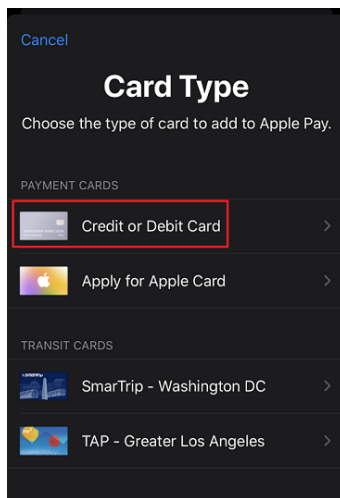 Cancel
Card Type
Choose the type of card to add to Apple Pay.
PAYMENT CARDS
Credit or Debit Card
Apply for Apple Card
TRANSIT CARDS
SmarTrip
SmarTrip - Washington DC
TAP - Greater Los Angeles